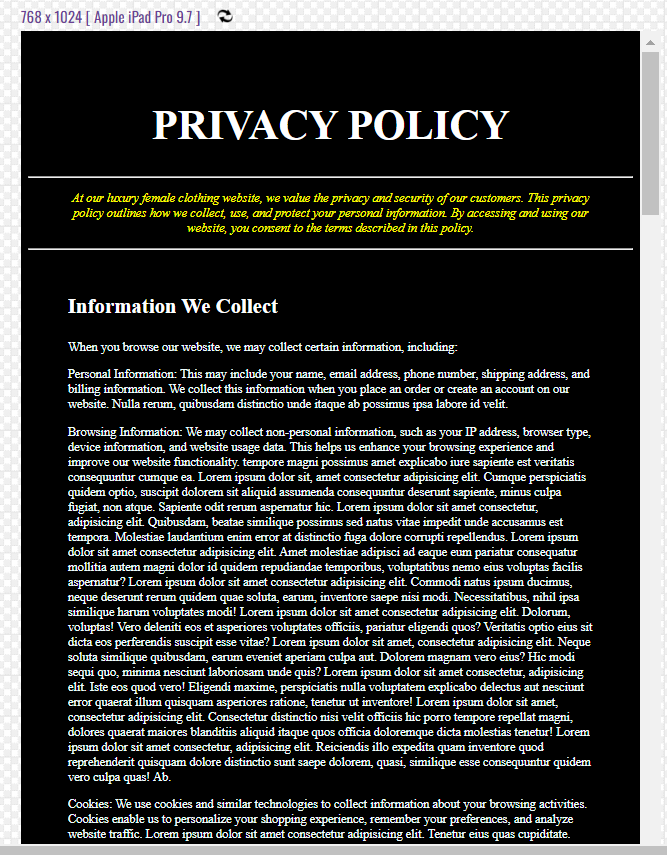 768 x 1024 [ Apple iPad Pro 9.7 ]
PRIVACY POLICY
At our luxury female clothing website, we value the privacy and security of our customers. This privacy
policy outlines how we collect, use, and protect your personal information. By accessing and using our
website, you consent to the terms described in this policy.
Information We Collect
When you browse our website, we may collect certain information, including:
Personal Information: This may include your name, email address, phone number, shipping address, and
billing information. We collect this information when you place an order or create an account on our
website. Nulla rerum, quibusdam distinctio unde itaque ab possimus ipsa labore id velit.
Browsing Information: We may collect non-personal information, such as your IP address, browser type,
device information, and website usage data. This helps us enhance your browsing experience and
improve our website functionality. tempore magni possimus amet explicabo iure sapiente est veritatis
consequuntur cumque ea. Lorem ipsum dolor sit, amet consectetur adipisicing elit. Cumque perspiciatis
quidem optio, suscipit dolorem sit aliquid assumenda consequuntur deserunt sapiente, minus culpa
fugiat, non atque. Sapiente odit rerum aspernatur hic. Lorem ipsum dolor sit amet consectetur,
adipisicing elit. Quibusdam, beatae similique possimus sed natus vitae impedit unde accusamus est
tempora. Molestiae laudantium enim error at distinctio fuga dolore corrupti repellendus. Lorem ipsum
dolor sit amet consectetur adipisicing elit. Amet molestiae adipisci ad eaque eum pariatur consequatur
mollitia autem magni dolor id quidem repudiandae temporibus, voluptatibus nemo eius voluptas facilis
aspernatur? Lorem ipsum dolor sit amet consectetur adipisicing elit. Commodi natus ipsum ducimus,
neque deserunt rerum quidem quae soluta, earum, inventore saepe nisi modi. Necessitatibus, nihil ipsa
similique harum voluptates modi! Lorem ipsum dolor sit amet consectetur adipisicing elit. Dolorum,
voluptas! Vero deleniti eos et asperiores voluptates officiis, pariatur eligendi quos? Veritatis optio eius sit
dicta eos perferendis suscipit esse vitae? Lorem ipsum dolor sit amet, consectetur adipisicing elit. Neque
soluta similique quibusdam, earum eveniet aperiam culpa aut. Dolorem magnam vero eius? Hic modi
sequi quo, minima nesciunt laboriosam unde quis? Lorem ipsum dolor sit amet consectetur, adipisicing
elit. Iste eos quod vero! Eligendi maxime, perspiciatis nulla voluptatem explicabo delectus aut nesciunt
error quaerat illum quisquam asperiores ratione, tenetur ut inventore! Lorem ipsum dolor sit amet,
consectetur adipisicing elit. Consectetur distinctio nisi velit officiis hic porro tempore repellat magni,
dolores quaerat maiores blanditiis aliquid itaque quos officia doloremque dicta molestias tenetur! Lorem
ipsum dolor sit amet consectetur, adipisicing elit. Reiciendis illo expedita quam inventore quod
reprehenderit quisquam dolore distinctio sunt saepe dolorem, quasi, similique esse consequuntur quidem
vero culpa quas! Ab.
Cookies: We use cookies and similar technologies to collect information about your browsing activities.
Cookies enable us to personalize your shopping experience, remember your preferences, and analyze
website traffic. Lorem ipsum dolor sit amet consectetur adipisicing elit. Tenetur eius quas cupiditate.